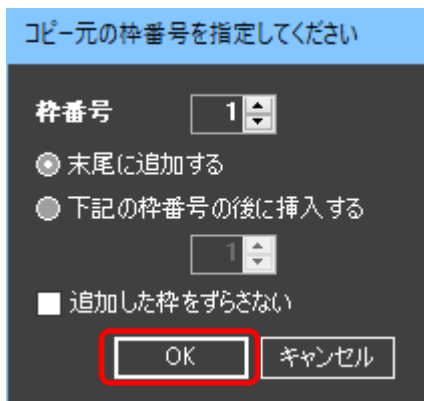 コピー元の枠番号を指定してください
枠番号 1
末尾に追加する
下記の枠番号の後に挿入する
1
追加した枠をずらさない
OK キャンセル